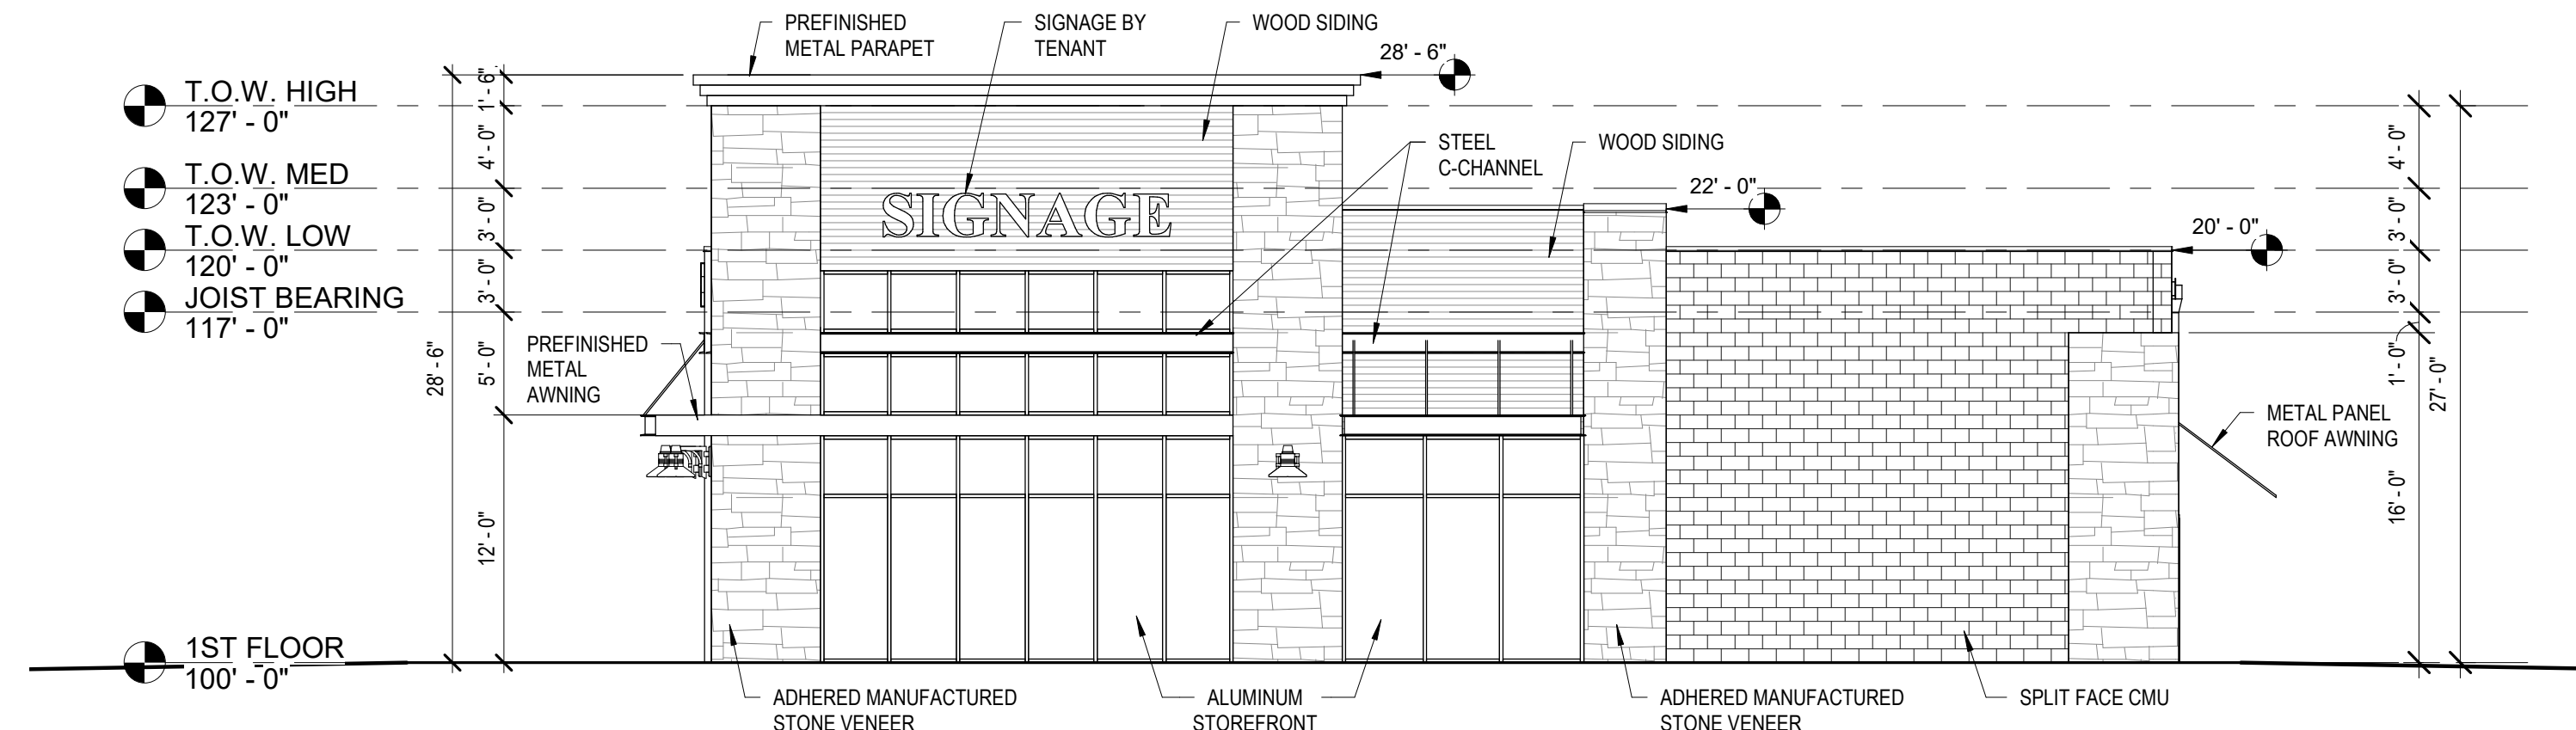 PREFINISHED
METAL PARAPET
SIGNAGE BY
TENANT
WOOD SIDING
28' - 6"
T.O.W. HIGH
127' - 0"
T.O.W. MED
123' - 0"
T.O.W. LOW
120' - 0"
JOIST BEARING
117' - 0"
1ST FLOOR
100' - 0"
28' - 6"
1' - 6"
4' - 0"
3' - 0"
3' - 0"
5' - 0"
12' - 0"
PREFINISHED
METAL
AWNING
SIGNAGE
STEEL
C-CHANNEL
WOOD SIDING
22' - 0"
20' - 0"
4' - 0"
3' - 0"
3' - 0"
1' - 0"
16' - 0"
27' - 0"
METAL PANEL
ROOF AWNING
ADHERED MANUFACTURED
STONE VENEER
ALUMINUM
STOREFRONT
ADHERED MANUFACTURED
STONE VENEER
SPLIT FACE CMU